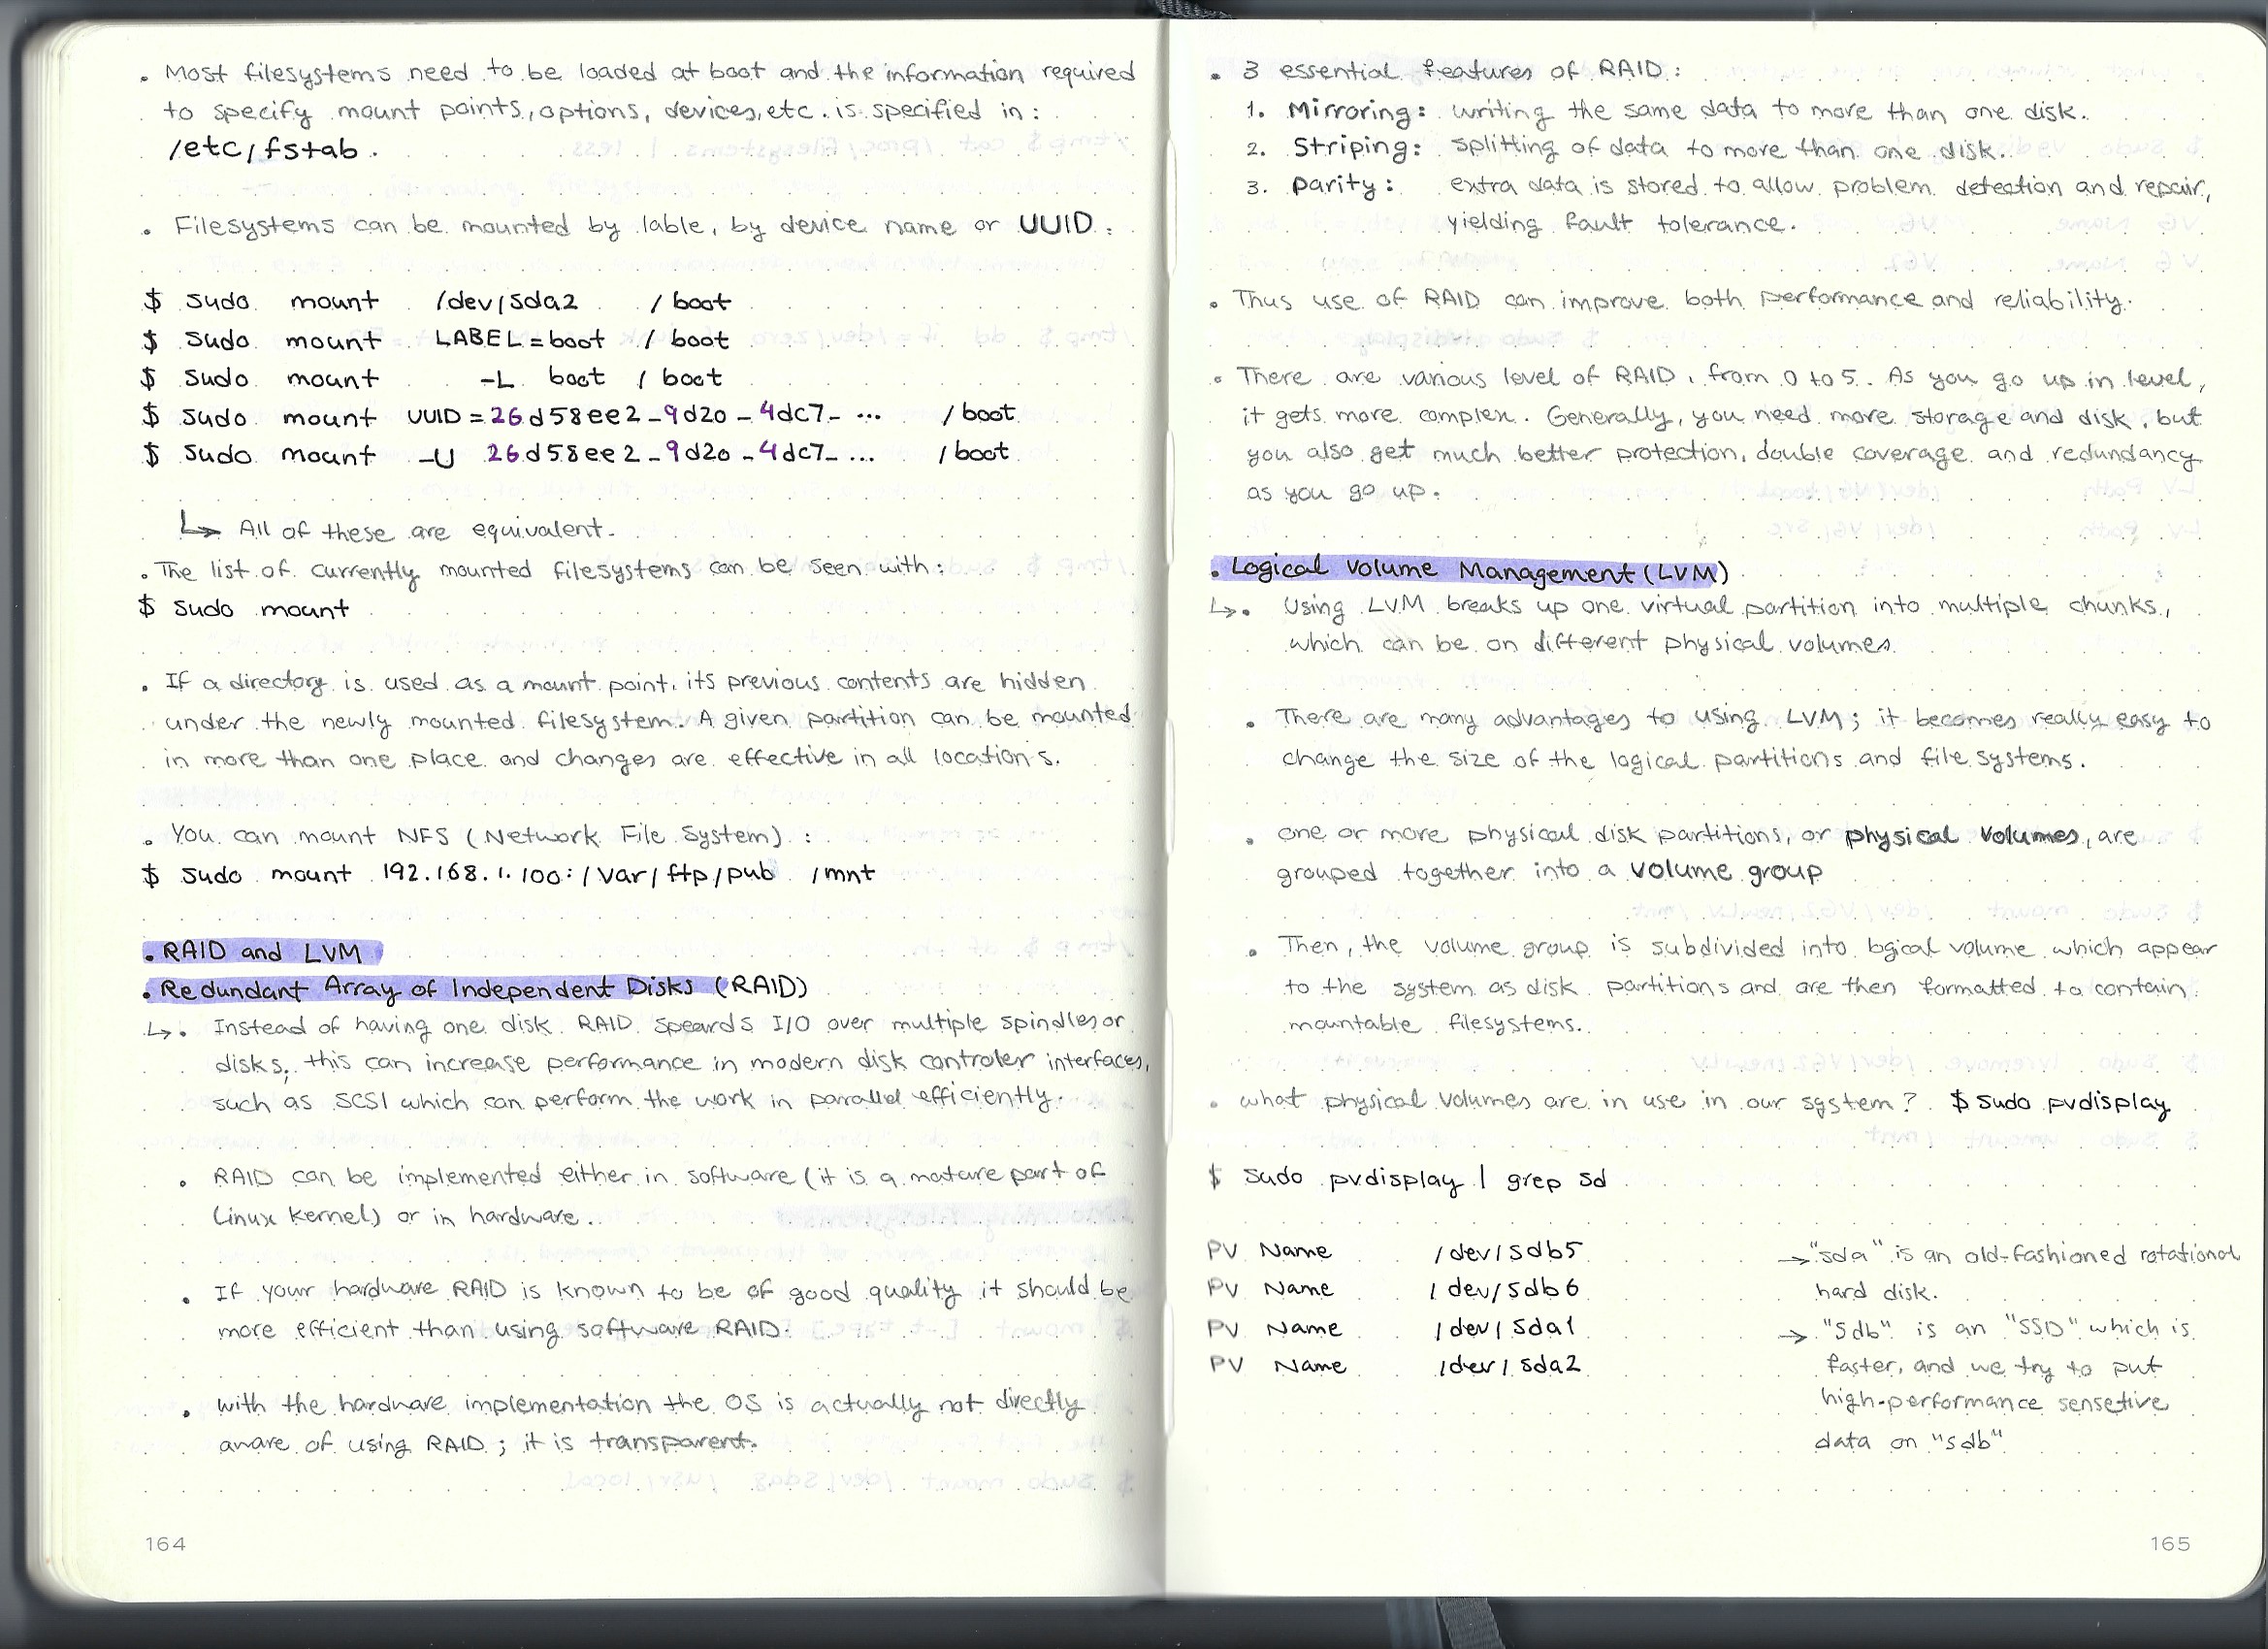 . Most filesystems need to be loaded at boot and the information required
to specify mount points, options, devices, etc. is specified in:
/etc/fstab.
. Filesystems can be mounted by lable, by device name or UUID.
$ sudo mount /dev/sda2 /boot
$ sudo mount LABEL=boot /boot
$ sudo mount -L boot /boot
$ sudo mount UUID=26d58ee2-9d20-4dc7-... /boot
$ sudo mount -U 26d58ee2-9d20-4dc7-... /boot
↳ All of these are equivalent.
. The list of currently mounted filesystems can be seen with:
$ sudo mount
. If a directory is used as a mount point, its previous contents are hidden
under the newly mounted filesystem. A given partition can be mounted
in more than one place and changes are effective in all locations.
. You can mount NFS (Network File System):
$ sudo mount 192.168.1.100:/var/ftp/pub /mnt
. RAID and LVM
. Redundant Array of Independent Disks (RAID)
↳. Instead of having one disk RAID speards I/O over multiple spindles or
disks; this can increase performance in modern disk controler interfaces,
such as SCSI which can perform the work in parallel efficiently.
. RAID can be implemented either in software (it is a mature part of
Linux kernel) or in hardware.
. If your hardware RAID is known to be of good quality it should be
more efficient than using software RAID.
. with the hardware implementation the OS is actually not directly
aware of using RAID; it is transparent.
164
. 3 essential features of RAID:
1. Mirroring: writing the same data to more than one disk.
2. Striping: splitting of data to more than one disk.
3. Parity: extra data is stored to allow problem detection and repair,
yielding fault tolerance.
. Thus use of RAID can improve both performance and reliability.
. There are various level of RAID, from 0 to 5. As you go up in level,
it gets more complex. Generally, you need more storage and disk, but
you also get much better protection, double coverage and redundancy
as you go up.
. Logical Volume Management (LVM)
↳. Using LVM breaks up one virtual partition into multiple chunks,
which can be on different physical volumes.
. There are many advantages to using LVM; it becomes really easy to
change the size of the logical partitions and file systems.
. one or more physical disk partitions, or physical volumes, are
grouped together into a volume group
. Then, the volume group is subdivided into logical volume which appear
to the system as disk partitions and are then formatted to contain
mountable filesystems.
. what physical volumes are in use in our system? $ sudo pvdisplay
$ sudo pvdisplay | grep sd
PV Name /dev/sdb5 → "sda" is an old-fashioned rotational
PV Name /dev/sdb6 hard disk.
PV Name /dev/sda1 → "sdb" is an "SSD" which is
PV Name /dev/sda2 faster, and we try to put
high-performance sensetive
data on "sdb"
165